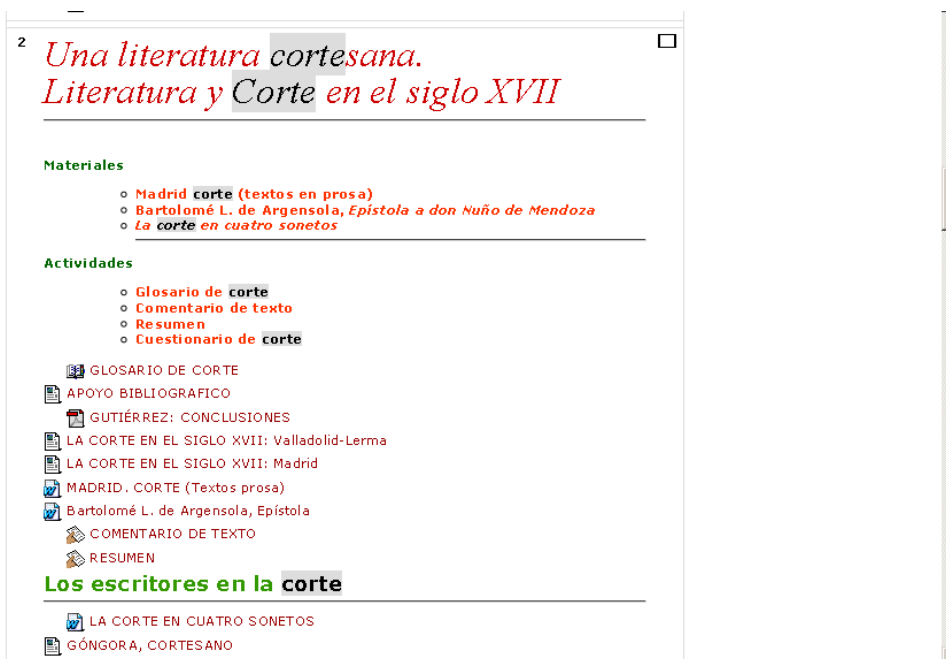 2
Una literatura cortesana.
Literatura y Corte en el siglo XVII
Materiales
Madrid corte (textos en prosa)
Bartolomé L. de Argensola, Epístola a don Nuño de Mendoza
La corte en cuatro sonetos
Actividades
Glosario de corte
Comentario de texto
Resumen
Cuestionario de corte
GLOSARIO DE CORTE
APOYO BIBLIOGRAFICO
GUTIÉRREZ: CONCLUSIONES
LA CORTE EN EL SIGLO XVII: Valladolid-Lerma
LA CORTE EN EL SIGLO XVII: Madrid
MADRID. CORTE (Textos prosa)
Bartolomé L. de Argensola, Epístola
COMENTARIO DE TEXTO
RESUMEN
Los escritores en la corte
LA CORTE EN CUATRO SONETOS
GÓNGORA, CORTESANO